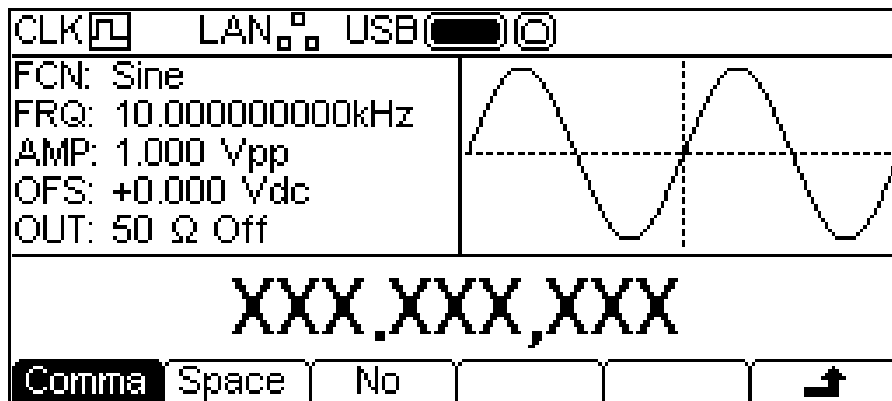 CLK LAN USB
FCN: Sine
FRQ: 10.000000000kHz
AMP: 1.000 Vpp
OFS: +0.000 Vdc
OUT: 50 Ω Off
XXX.XXX,XXX
Comma Space No